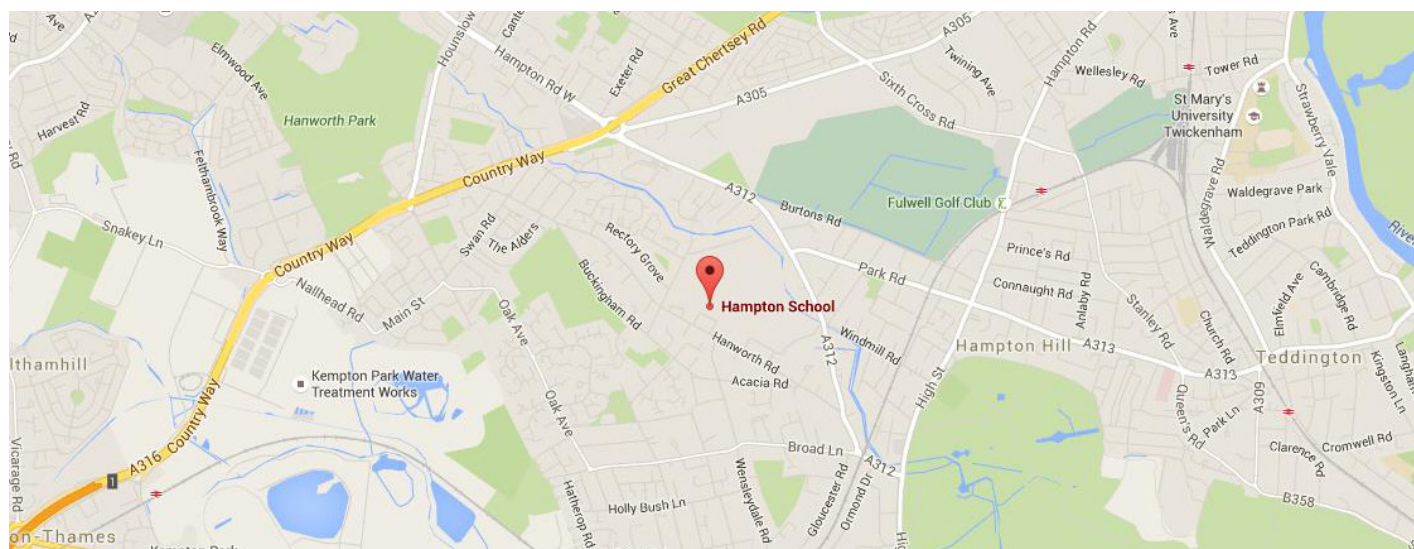 Elmwood Ave
Harvest Rd
Hanworth Park
Hounslow
Hampton Rd W
Exeter Rd
Great Chertsey Rd
A305
A305
Twining Ave
Sixth Cross Rd
Hampton Rd
Wellesley Rd
Tower Rd
St Mary's
University
Twickenham
Strawberry Vale
Felthambrook Way
Country Way
A312
Burtons Rd
Fulwell Golf Club
Waldegrave Rd
Waldegrave Park
Teddington Park Rd
Snakey Ln
Country Way
Swan Rd
The Alders
Rectory Grove
Buckingham Rd
Park Rd
Prince's Rd
Connaught Rd
Anlaby Rd
Stanley Rd
Church Rd
Elmfield Ave
Cambridge Rd
Nallhead Rd
Main St
Oak Ave
Hampton School
Hanworth Rd
Acacia Rd
A312
Windmill Rd
High St
Hampton Hill
A313
A313
Teddington
Kingston Ln
Kempton Park Water
Treatment Works
Oak Ave
Queen's Rd
Park Ln
A309
Clarence Rd
Cromwell Rd
B358
Vicarage Rd
1
A316
Country Way
Broad Ln
A312
Hatherop Rd
Holly Bush Ln
Wensleydale Rd
Gloucester Rd
Ormond Dr
on-Thames
Kempton Park